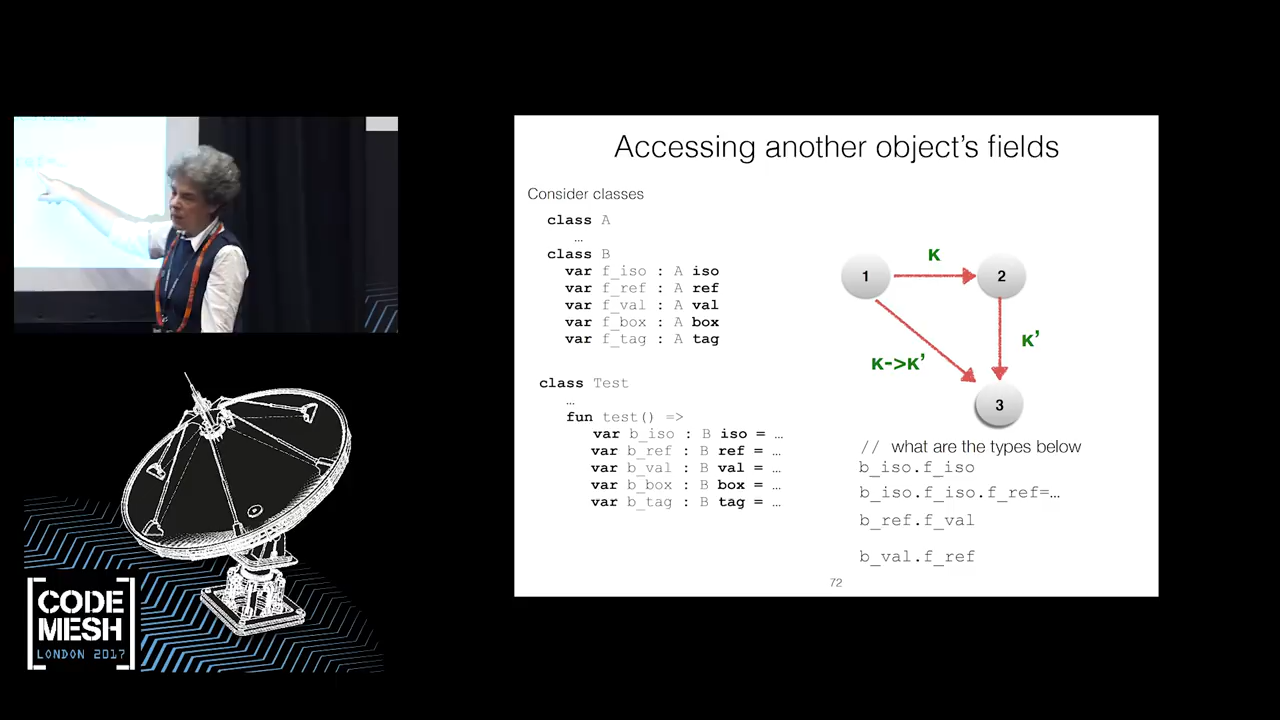 Accessing another object's fields
Consider classes
class A
…
class B
var f_iso : A iso
var f_ref : A ref
var f_val : A val
var f_box : A box
var f_tag : A tag
class Test
…
fun test() =>
var b_iso : B iso = …
var b_ref : B ref = …
var b_val : B val = …
var b_box : B box = …
var b_tag : B tag = …
1
K
2
K'
K->K'
3
// what are the types below
b_iso.f_iso
b_iso.f_iso.f_ref=…
b_ref.f_val
b_val.f_ref
72
CODE
MESH
LONDON 2017